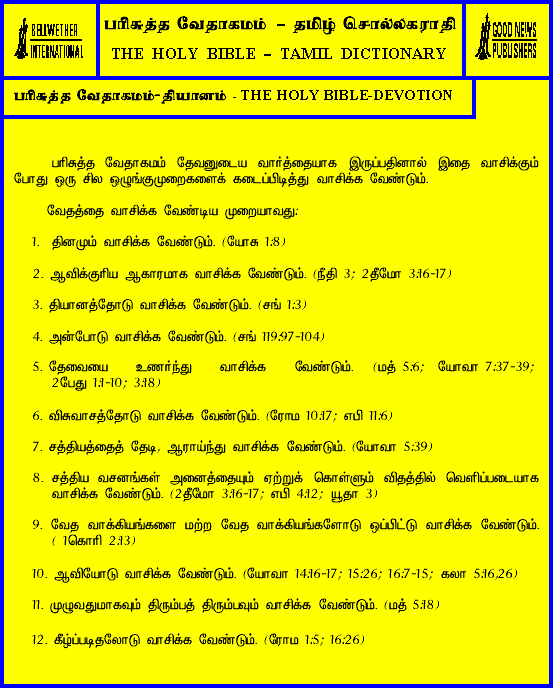 BELLWETHER
INTERNATIONAL
பரிசுத்த வேதாகமம் – தமிழ் சொல்லகராதி
THE HOLY BIBLE – TAMIL DICTIONARY
GOOD NEWS
PUBLISHERS
பரிசுத்த வேதாகமம்-தியானம் - THE HOLY BIBLE-DEVOTION
பரிசுத்த வேதாகமம் தேவனுடைய வார்த்தையாக இருப்பதினால் இதை வாசிக்கும்
போது ஒரு சில ஒழுங்குமுறைகளைக் கடைப்பிடித்து வாசிக்க வேண்டும்.
வேதத்தை வாசிக்க வேண்டிய முறையாவது:
1. தினமும் வாசிக்க வேண்டும். (யோசு 1:8)
2. ஆவிக்குரிய ஆகாரமாக வாசிக்க வேண்டும். (நீதி 3; 2தீமோ 3:16-17)
3. தியானத்தோடு வாசிக்க வேண்டும். (சங் 1:3)
4. அன்போடு வாசிக்க வேண்டும். (சங் 119:97-104)
5. தேவையை உணர்ந்து வாசிக்க வேண்டும். (மத் 5:6; யோவா 7:37-39;
2பேது 1:1-10; 3:18)
6. விசுவாசத்தோடு வாசிக்க வேண்டும். (ரோம 10:17; எபி 11:6)
7. சத்தியத்தைத் தேடி, ஆராய்ந்து வாசிக்க வேண்டும். (யோவா 5:39)
8. சத்திய வசனங்கள் அனைத்தையும் ஏற்றுக் கொள்ளும் விதத்தில் வெளிப்படையாக
வாசிக்க வேண்டும். (2தீமோ 3:16-17; எபி 4:12; யூதா 3)
9. வேத வாக்கியங்களை மற்ற வேத வாக்கியங்களோடு ஒப்பிட்டு வாசிக்க வேண்டும்.
( 1கொரி 2:13)
10. ஆவியோடு வாசிக்க வேண்டும். (யோவா 14:16-17; 15:26; 16:7-15; கலா 5:16,26)
11. முழுவதுமாகவும் திரும்பத் திரும்பவும் வாசிக்க வேண்டும். (மத் 5:18)
12. கீழ்ப்படிதலோடு வாசிக்க வேண்டும். (ரோம 1:5; 16:26)